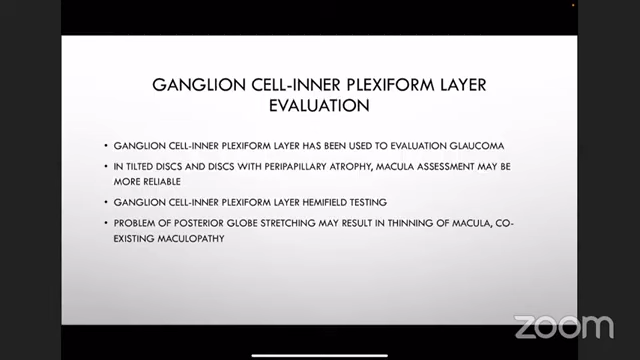 GANGLION CELL-INNER PLEXIFORM LAYER
EVALUATION
• GANGLION CELL-INNER PLEXIFORM LAYER HAS BEEN USED TO EVALUATION GLAUCOMA
• IN TILTED DISCS AND DISCS WITH PERIPAPILLARY ATROPHY, MACULA ASSESSMENT MAY BE
MORE RELIABLE
• GANGLION CELL-INNER PLEXIFORM LAYER HEMIFIELD TESTING
• PROBLEM OF POSTERIOR GLOBE STRETCHING MAY RESULT IN THINNING OF MACULA, CO-
EXISTING MACULOPATHY
zoom